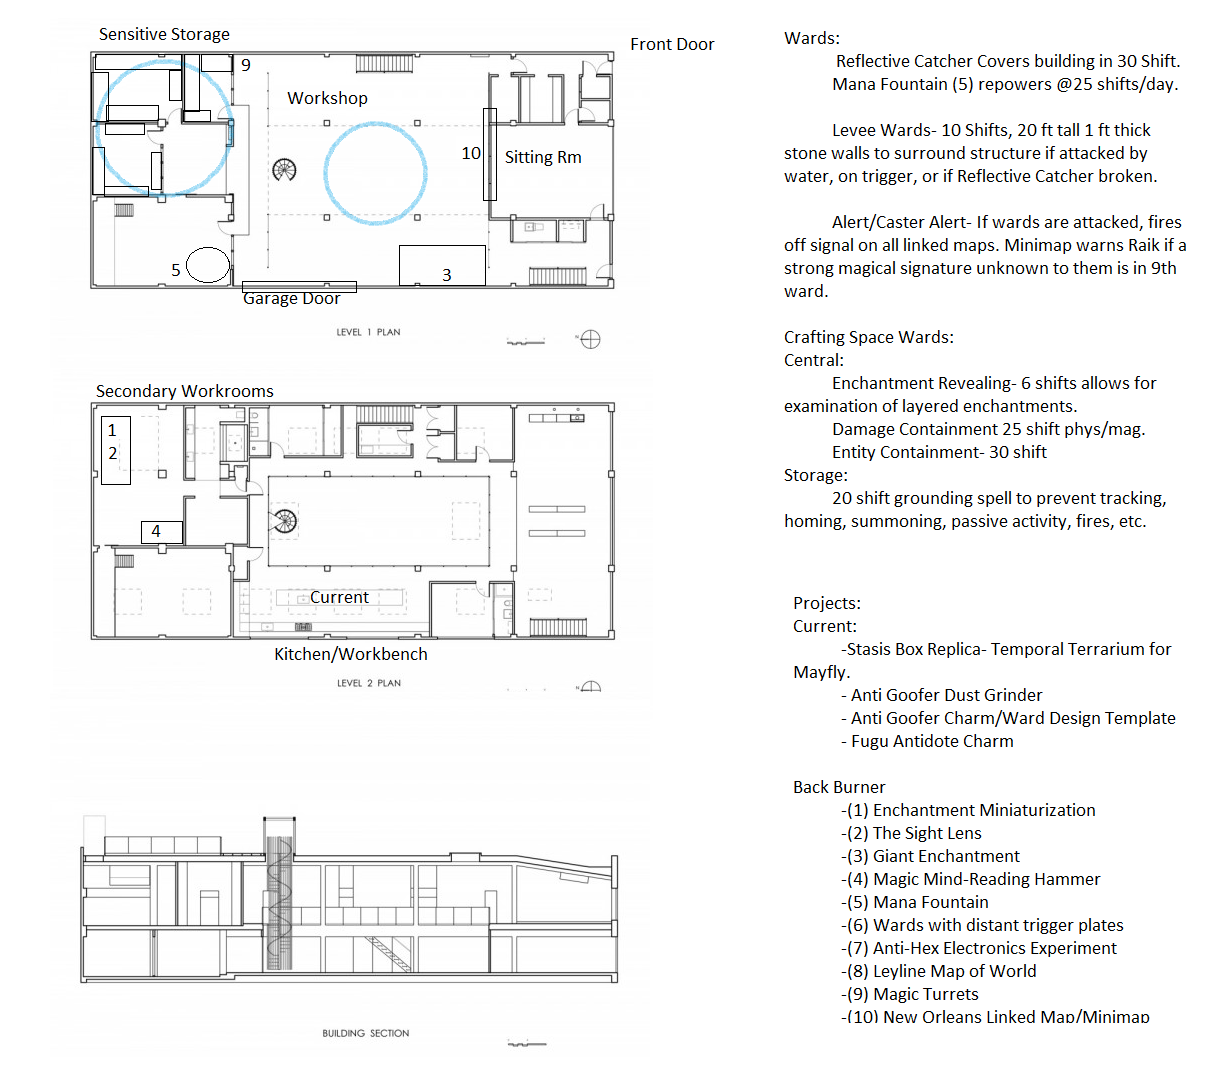 Sensitive Storage
Front Door
9
Workshop
10
Sitting Rm
5
3
Garage Door
LEVEL 1 PLAN
N
Secondary Workrooms
1
2
4
Current
Kitchen/Workbench
LEVEL 2 PLAN
N
BUILDING SECTION
Wards:
Reflective Catcher Covers building in 30 Shift.
Mana Fountain (5) repowers @25 shifts/day.
Levee Wards- 10 Shifts, 20 ft tall 1 ft thick
stone walls to surround structure if attacked by
water, on trigger, or if Reflective Catcher broken.
Alert/Caster Alert- If wards are attacked, fires
off signal on all linked maps. Minimap warns Raik if a
strong magical signature unknown to them is in 9th
ward.
Crafting Space Wards:
Central:
Enchantment Revealing- 6 shifts allows for
examination of layered enchantments.
Damage Containment 25 shift phys/mag.
Entity Containment- 30 shift
Storage:
20 shift grounding spell to prevent tracking,
homing, summoning, passive activity, fires, etc.
Projects:
Current:
-Stasis Box Replica- Temporal Terrarium for
Mayfly.
- Anti Goofer Dust Grinder
- Anti Goofer Charm/Ward Design Template
- Fugu Antidote Charm
Back Burner
-(1) Enchantment Miniaturization
-(2) The Sight Lens
-(3) Giant Enchantment
-(4) Magic Mind-Reading Hammer
-(5) Mana Fountain
-(6) Wards with distant trigger plates
-(7) Anti-Hex Electronics Experiment
-(8) Leyline Map of World
-(9) Magic Turrets
-(10) New Orleans Linked Map/Minimap